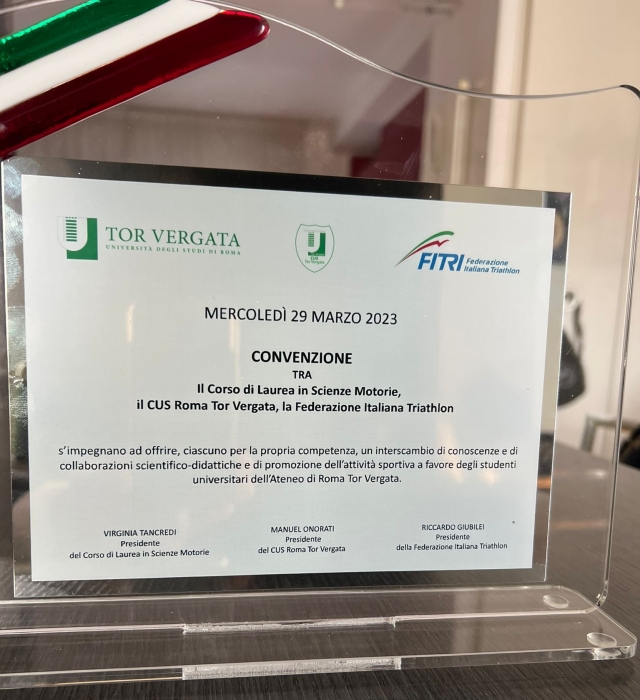 TOR VERGATA
UNIVERSITÀ DEGLI STUDI DI ROMA
CUS
Tor Vergata
FITRI Federazione
Italiana Triathlon
MERCOLEDÌ 29 MARZO 2023
CONVENZIONE
TRA
Il Corso di Laurea in Scienze Motorie,
il CUS Roma Tor Vergata, la Federazione Italiana Triathlon
s'impegnano ad offrire, ciascuno per la propria competenza, un interscambio di conoscenze e di
collaborazioni scientifico-didattiche e di promozione dell'attività sportiva a favore degli studenti
universitari dell'Ateneo di Roma Tor Vergata.
VIRGINIA TANCREDI
Presidente
del Corso di Laurea in Scienze Motorie
MANUEL ONORATI
Presidente
del CUS Roma Tor Vergata
RICCARDO GIUBILEI
Presidente
della Federazione Italiana Triathlon